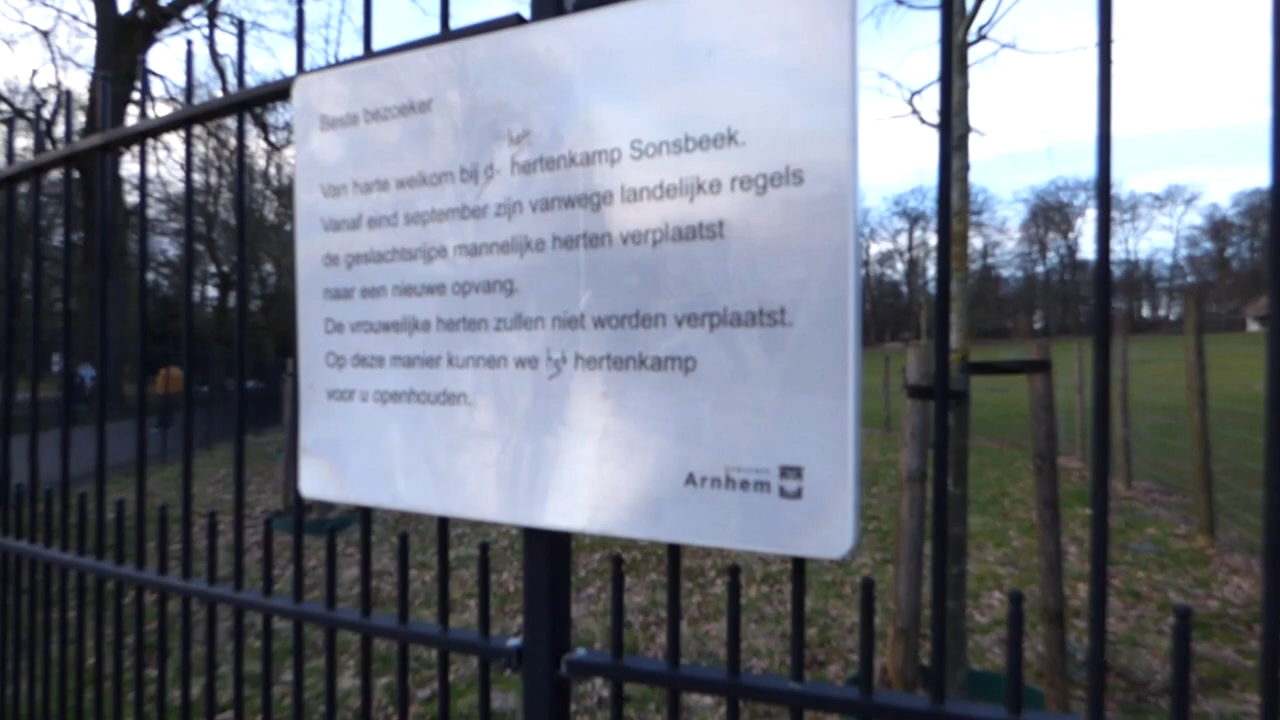 Beste bezoeker
het
Van harte welkom bij d- hertenkamp Sonsbeek.
Vanaf eind september zijn vanwege landelijke regels
de geslachtsrijpe mannelijke herten verplaatst
naar een nieuwe opvang.
De vrouwelijke herten zullen niet worden verplaatst.
Op deze manier kunnen we het hertenkamp
voor u openhouden.
Arnhem